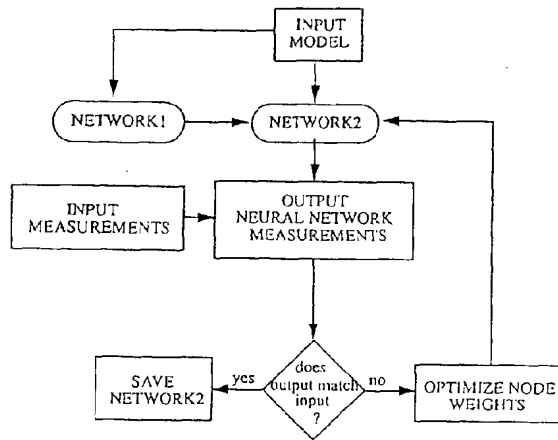 INPUT
MODEL
NETWORK1
NETWORK2
INPUT
MEASUREMENTS
OUTPUT
NEURAL NETWORK
MEASUREMENTS
does
output match
input
?
yes
no
SAVE
NETWORK2
OPTIMIZE NODE
WEIGHTS